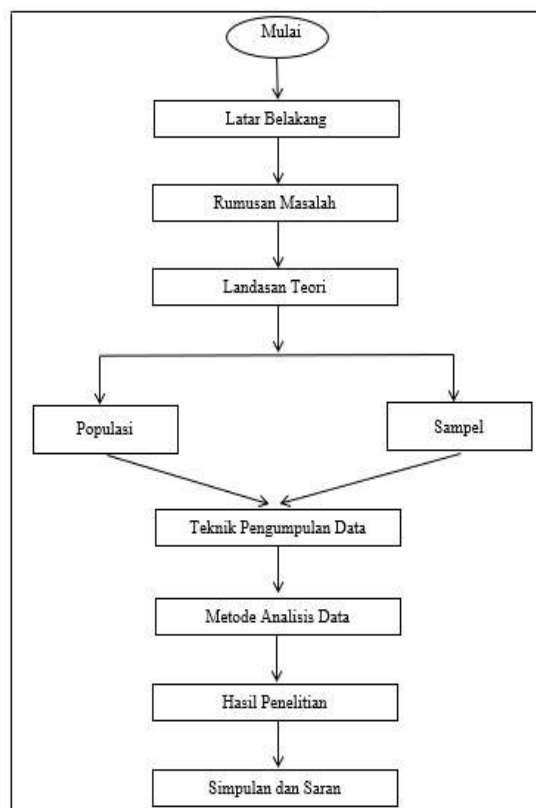 Mulai
Latar Belakang
Rumusan Masalah
Landasan Teori
Populasi
Sampel
Teknik Pengumpulan Data
Metode Analisis Data
Hasil Penelitian
Simpulan dan Saran